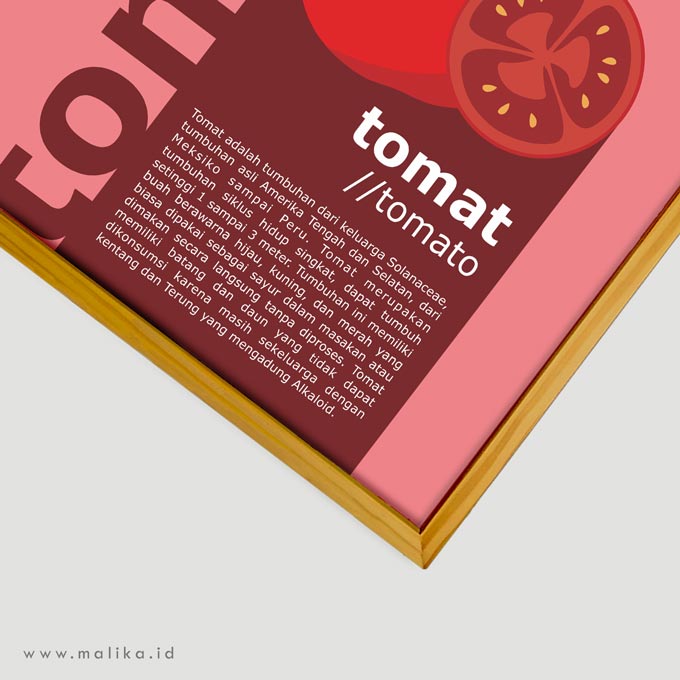 tom
tomat
//tomato
Tomat adalah tumbuhan dari keluarga Solanaceae,
tumbuhan asli Amerika Tengah dan Selatan, dari
Meksiko sampai Peru. Tomat merupakan
tumbuhan siklus hidup singkat, dapat tumbuh
setinggi 1 sampai 3 meter. Tumbuhan ini memiliki
buah berawarna hijau, kuning, dan merah yang
biasa dipakai sebagai sayur dalam masakan atau
dimakan secara langsung tanpa diproses. Tomat
memiliki batang dan daun yang tidak dapat
dikonsumsi karena masih sekeluarga dengan
kentang dan Terung yang mengadung Alkaloid.
www.malika.id